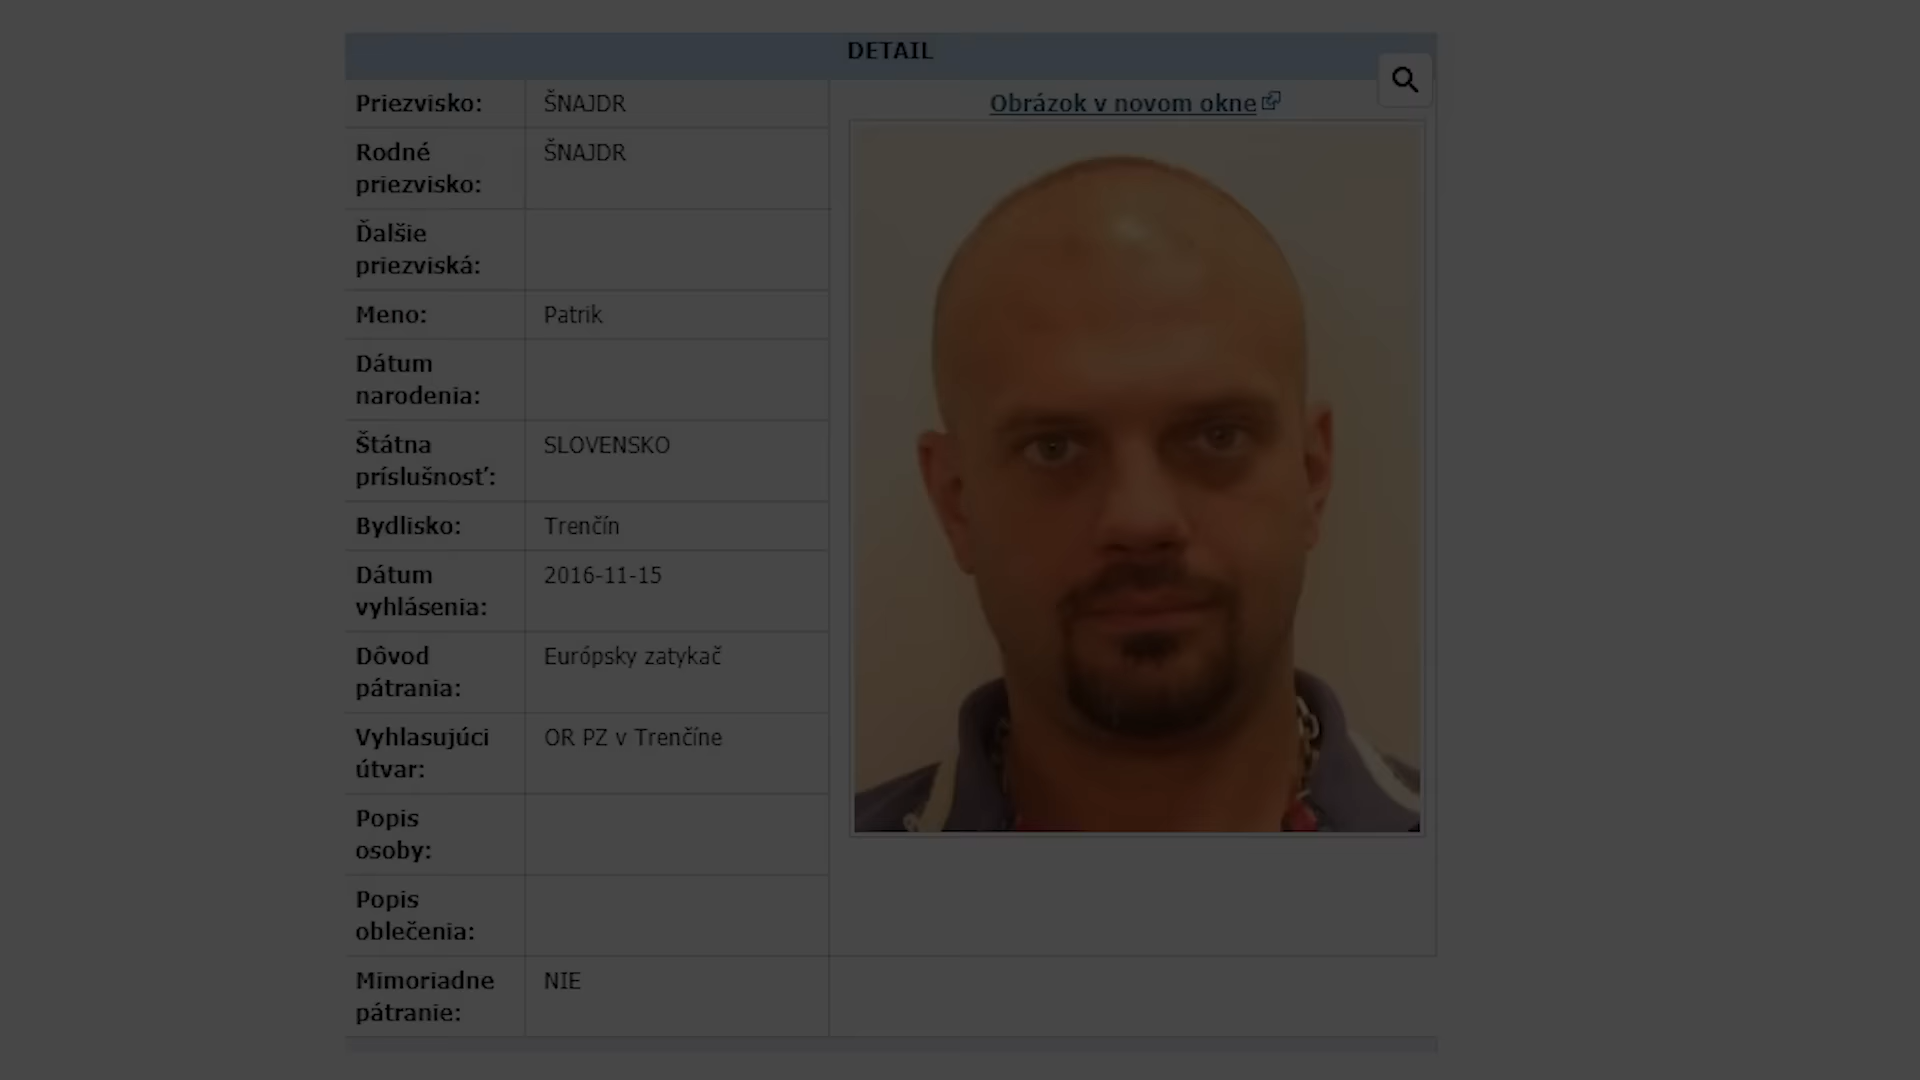 DETAIL
Priezvisko: ŠNAJDR
Obrázok v novom okne
Rodné ŠNAJDR
priezvisko:
Ďalšie
priezviská:
Meno: Patrik
Dátum
narodenia:
Štátna SLOVENSKO
príslušnosť:
Bydlisko: Trenčín
Dátum 2016-11-15
vyhlásenia:
Dôvod Európsky zatykač
pátrania:
Vyhlasujúci OR PZ v Trenčíne
útvar:
Popis
osoby:
Popis
oblečenia:
Mimoriadne NIE
pátranie: